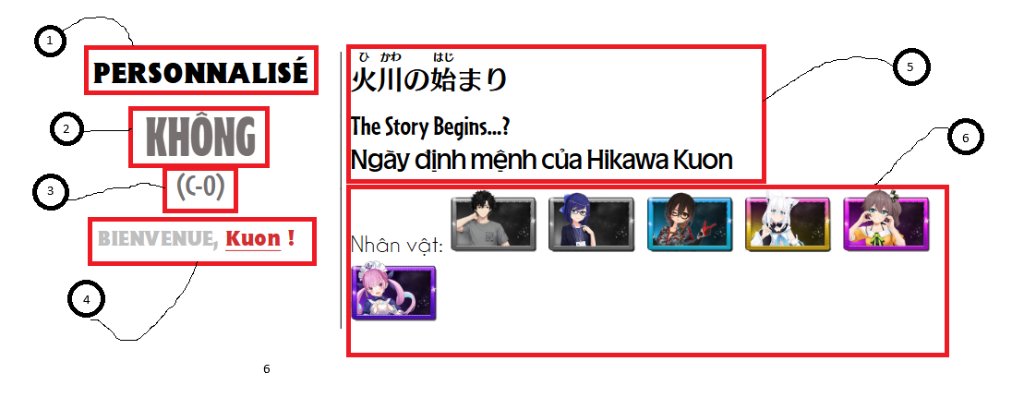 1
PERSONNALISÉ
2
KHÔNG
3
(C-0)
BIENVENUE, Kuon !
4
ひ かわ はじ
火川の始まり
The Story Begins...?
Ngày định mệnh của Hikawa Kuon
5
6
Nhân vật:
6